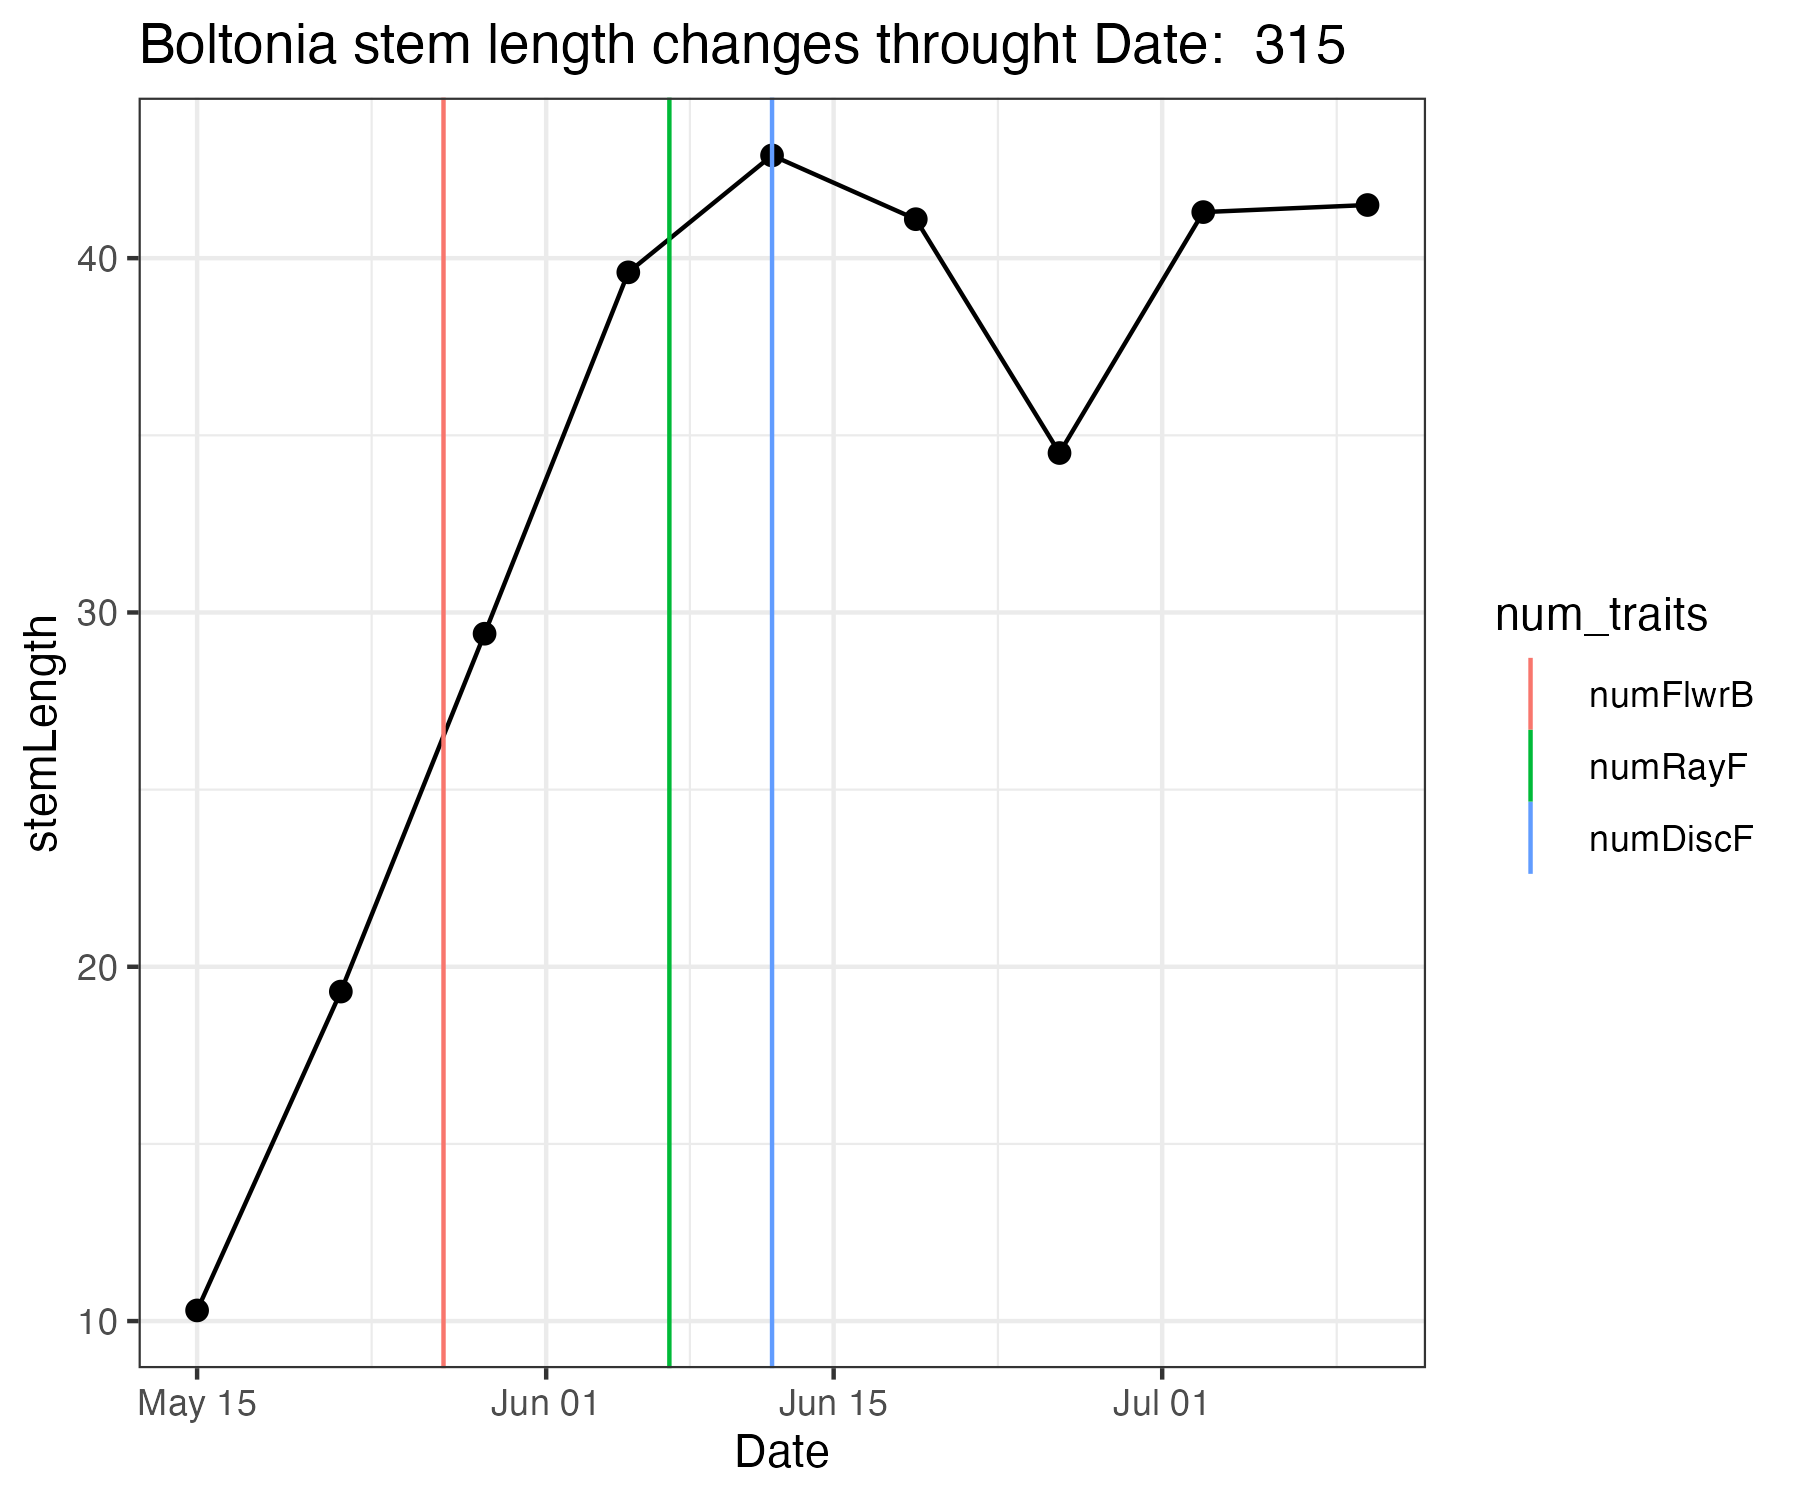 Boltonia stem length changes throught Date:  315
40
30
20
10
stemLength
May 15
Jun 01
Jun 15
Jul 01
Date
num_traits
numFlwrB
numRayF
numDiscF